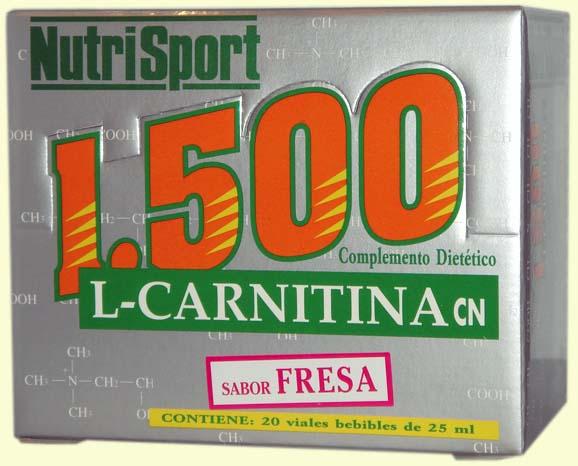 NutriSport
1.500
Complemento Dietético
L-CARNITINA CN
SABOR FRESA
CONTIENE: 20 viales bebibles de 25 ml